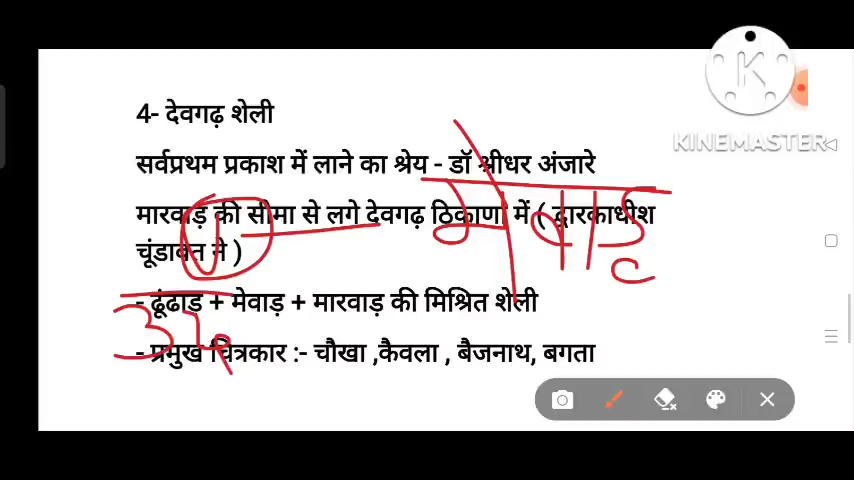 4- देवगढ़ शेली
सर्वप्रथम प्रकाश में लाने का श्रेय - डॉ श्रीधर अंजारे
मारवाड़ की सीमा से लगे देवगढ़ ठिकाणा में ( द्वारकाधीश
चूंडावत ने )
- ढूंढाड़ + मेवाड़ + मारवाड़ की मिश्रित शेली
- प्रमुख चित्रकार :- चौखा ,कैवला , बैजनाथ, बगता
मेवाड़
K
KINEMASTER